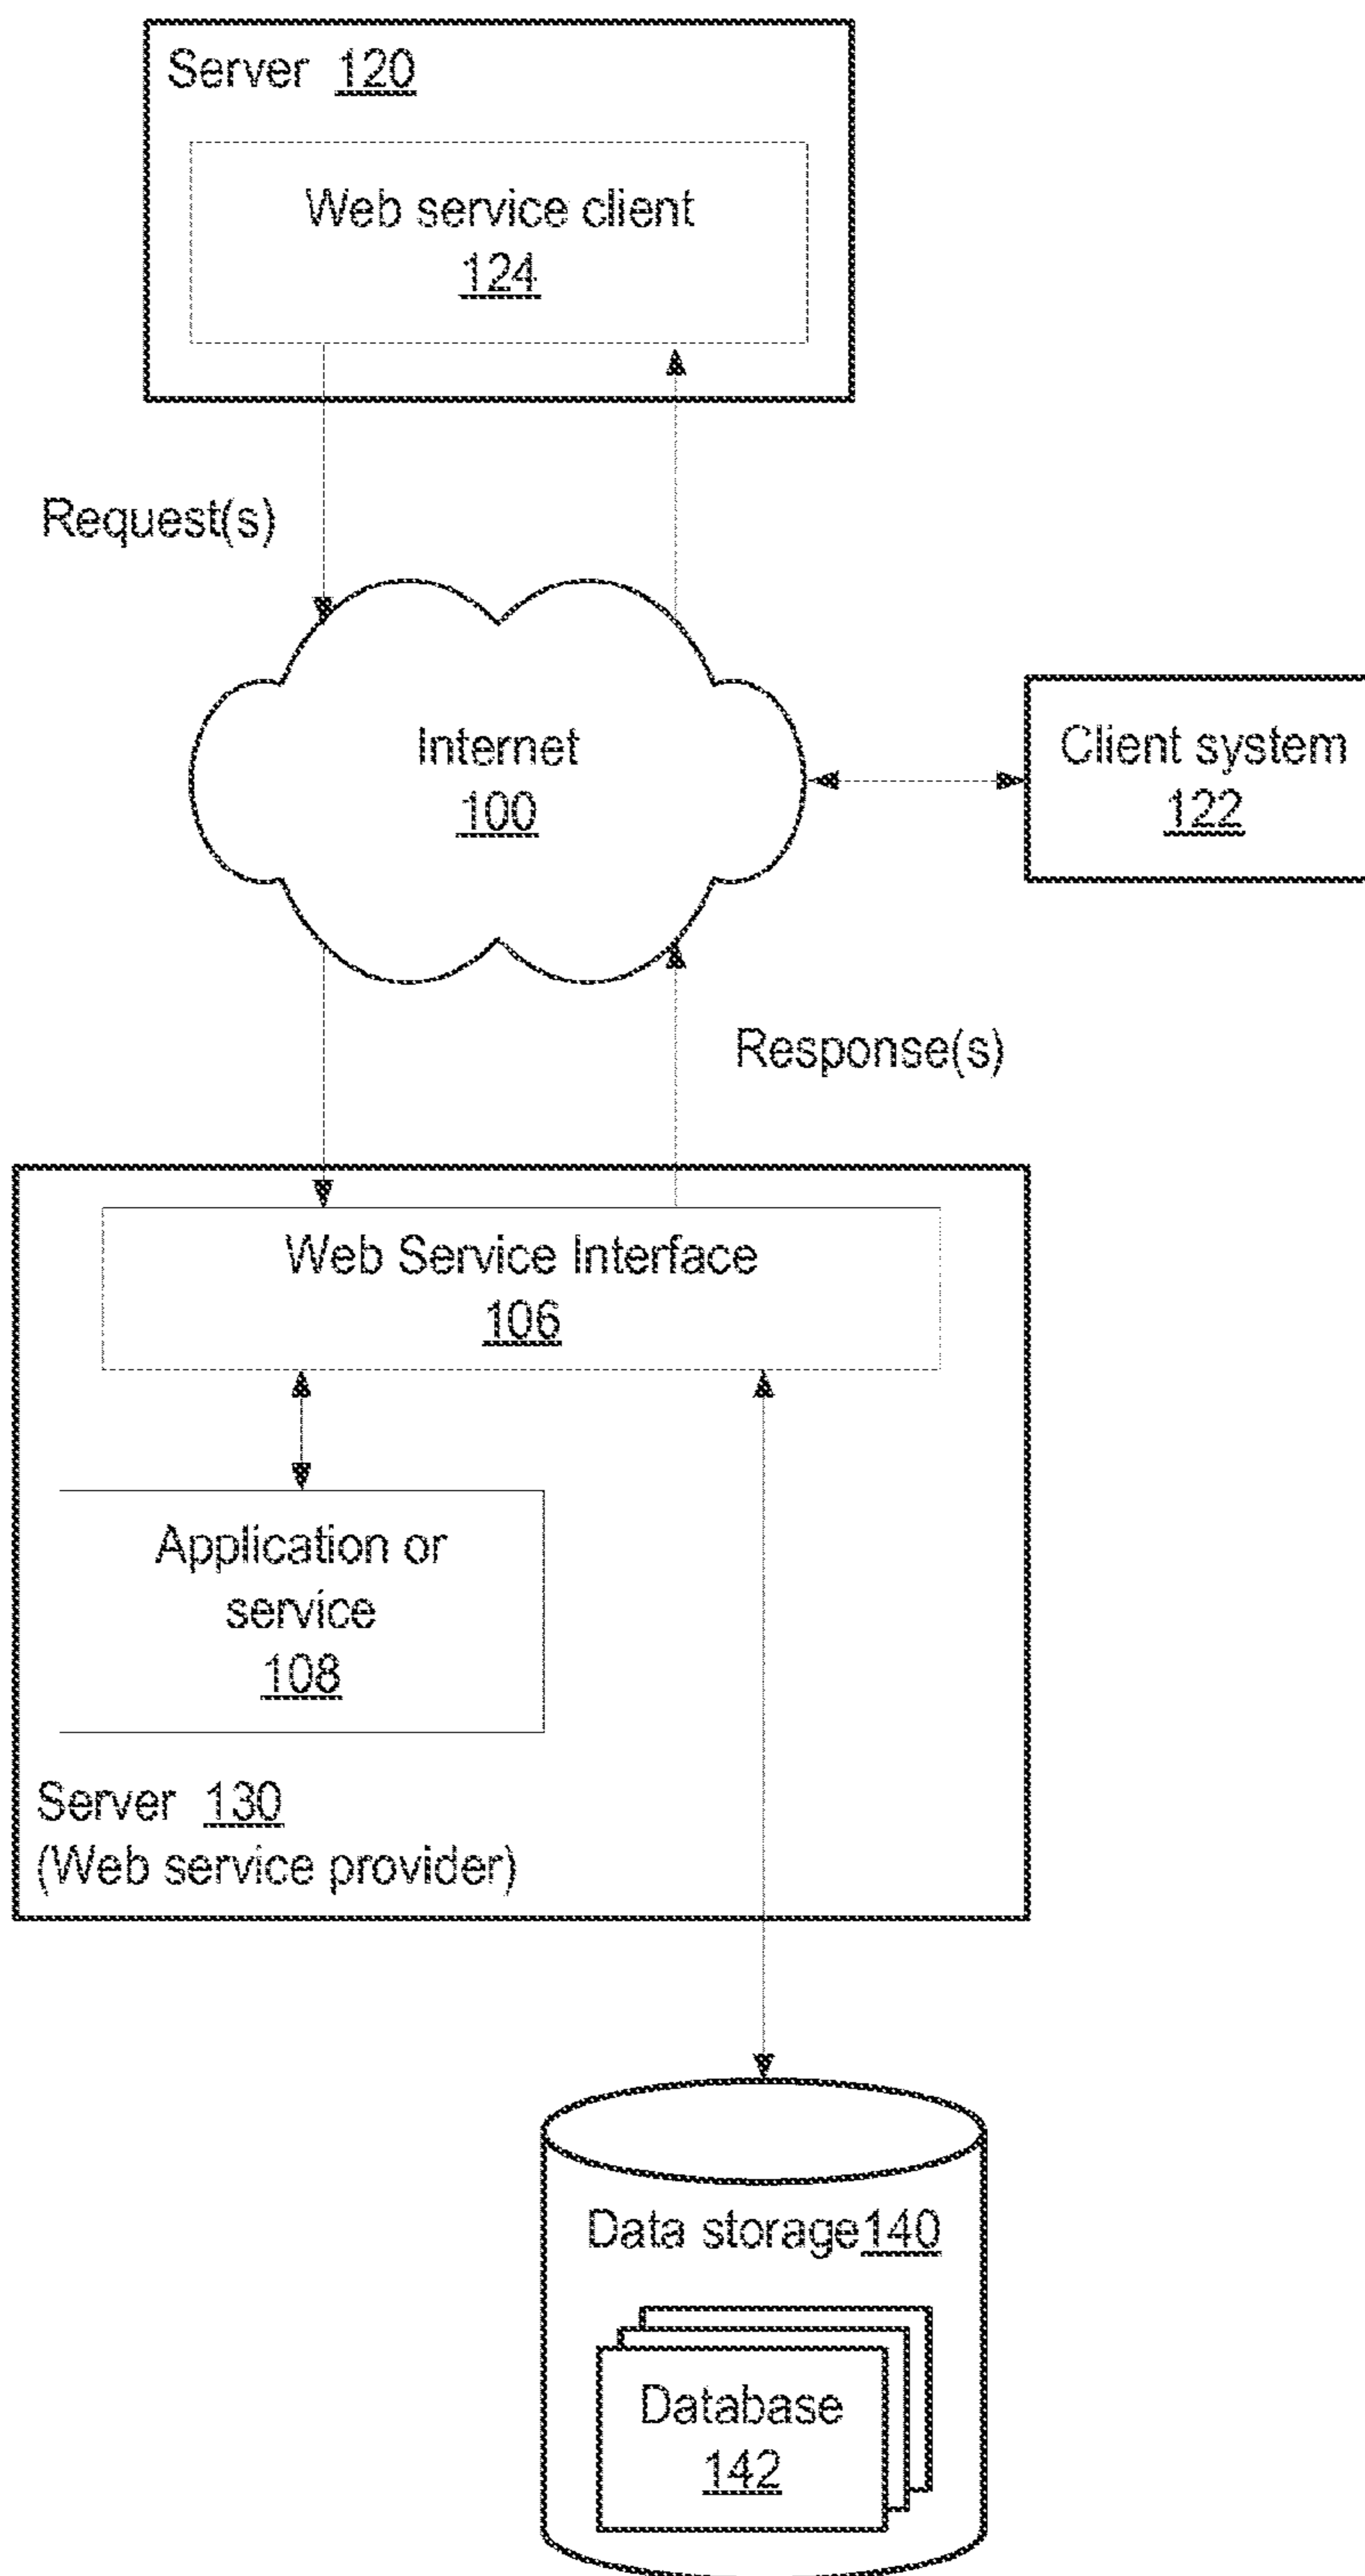 Server 120
Web service client
124
Request(s)
Internet
100
Client system
122
Response(s)
Web Service Interface
106
Application or
service
108
Server 130
(Web service provider)
Data storage140
Database
142